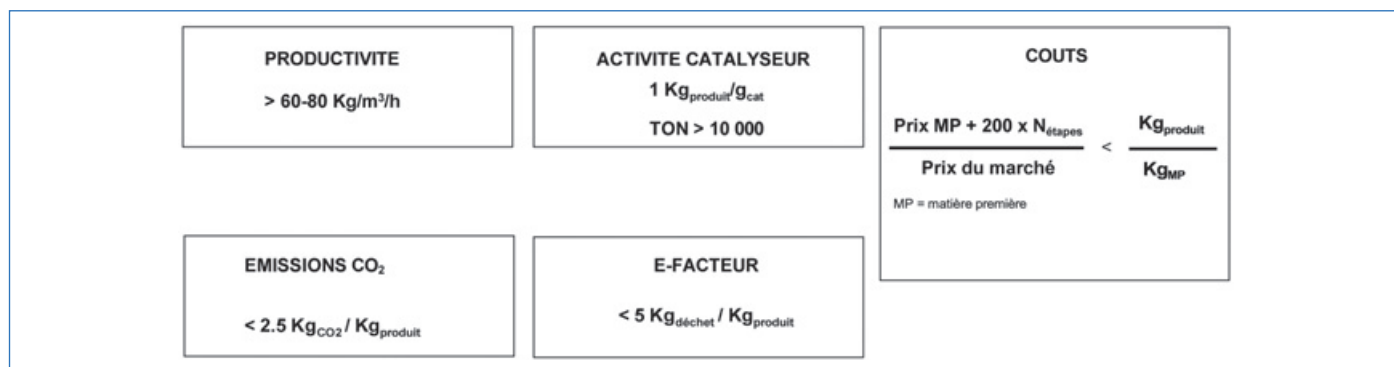 PRODUCTIVITE
> 60-80 Kg/m³/h
ACTIVITE CATALYSEUR
1 Kgproduit/gcat
TON > 10 000
COUTS
Prix MP + 200 x Nétapes
Prix du marché
<
Kgproduit
KgMP
MP = matière première
EMISSIONS CO₂
< 2.5 KgCO2 / Kgproduit
E-FACTEUR
< 5 Kgdéchet / Kgproduit